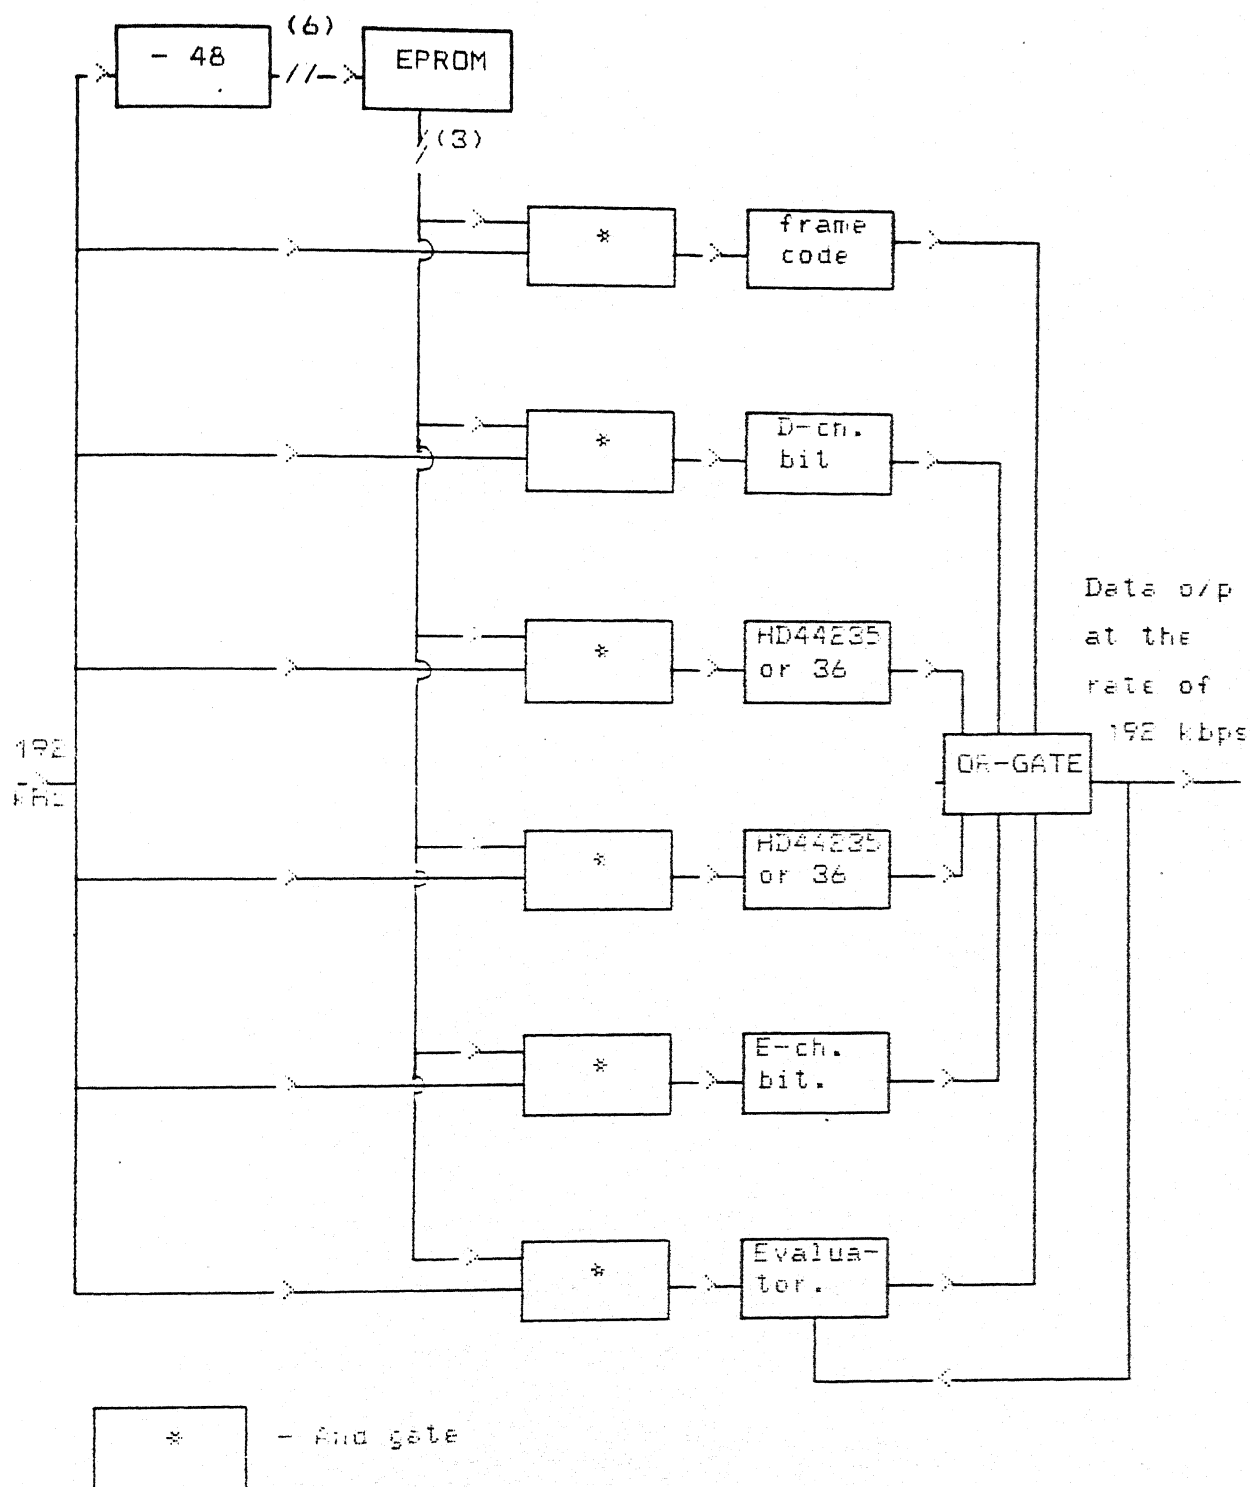 (6)
- 48
EPROM
(3)
*
frame
code
*
D-ch.
bit
Data o/p
at the
rate of
192 kbps
*
HD44235
or 36
192
kHz
OR-GATE
*
HD44235
or 36
*
E-ch.
bit.
*
Evalua-
tor.
*
- And gate